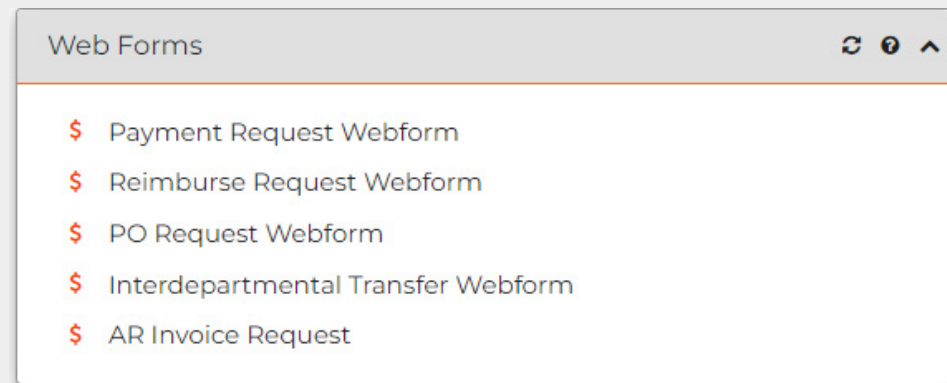 Web Forms
$ Payment Request Webform
$ Reimburse Request Webform
$ PO Request Webform
$ Interdepartmental Transfer Webform
$ AR Invoice Request